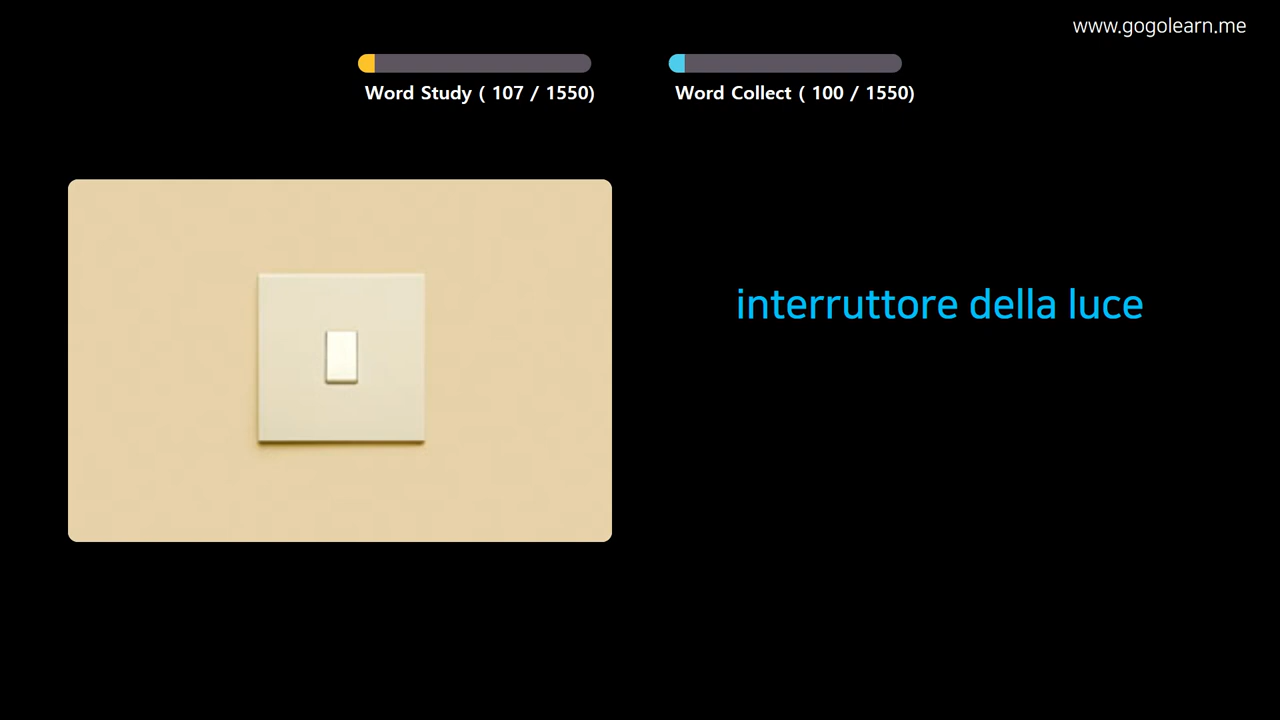 www.gogolearn.me
Word Study ( 107 / 1550)
Word Collect ( 100 / 1550)
interruttore della luce